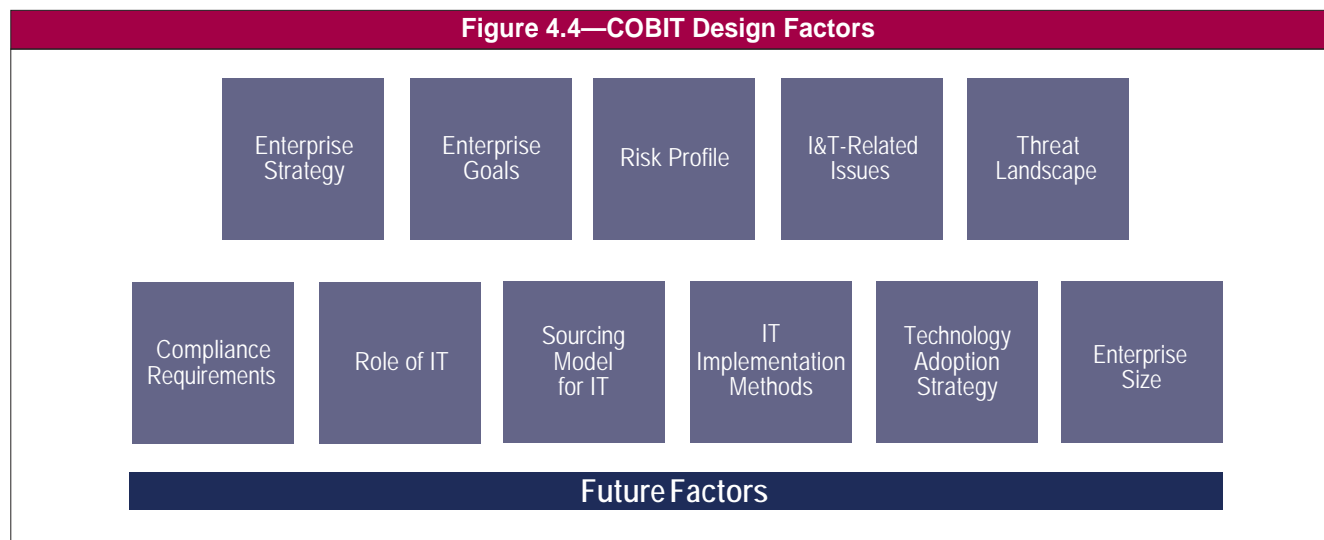 Figure 4.4—COBIT Design Factors
Enterprise
Strategy
Enterprise
Goals
Risk Profile
I&T-Related
Issues
Threat
Landscape
Compliance
Requirements
Role of IT
Sourcing
Model
for IT
IT
Implementation
Methods
Technology
Adoption
Strategy
Enterprise
Size
Future Factors